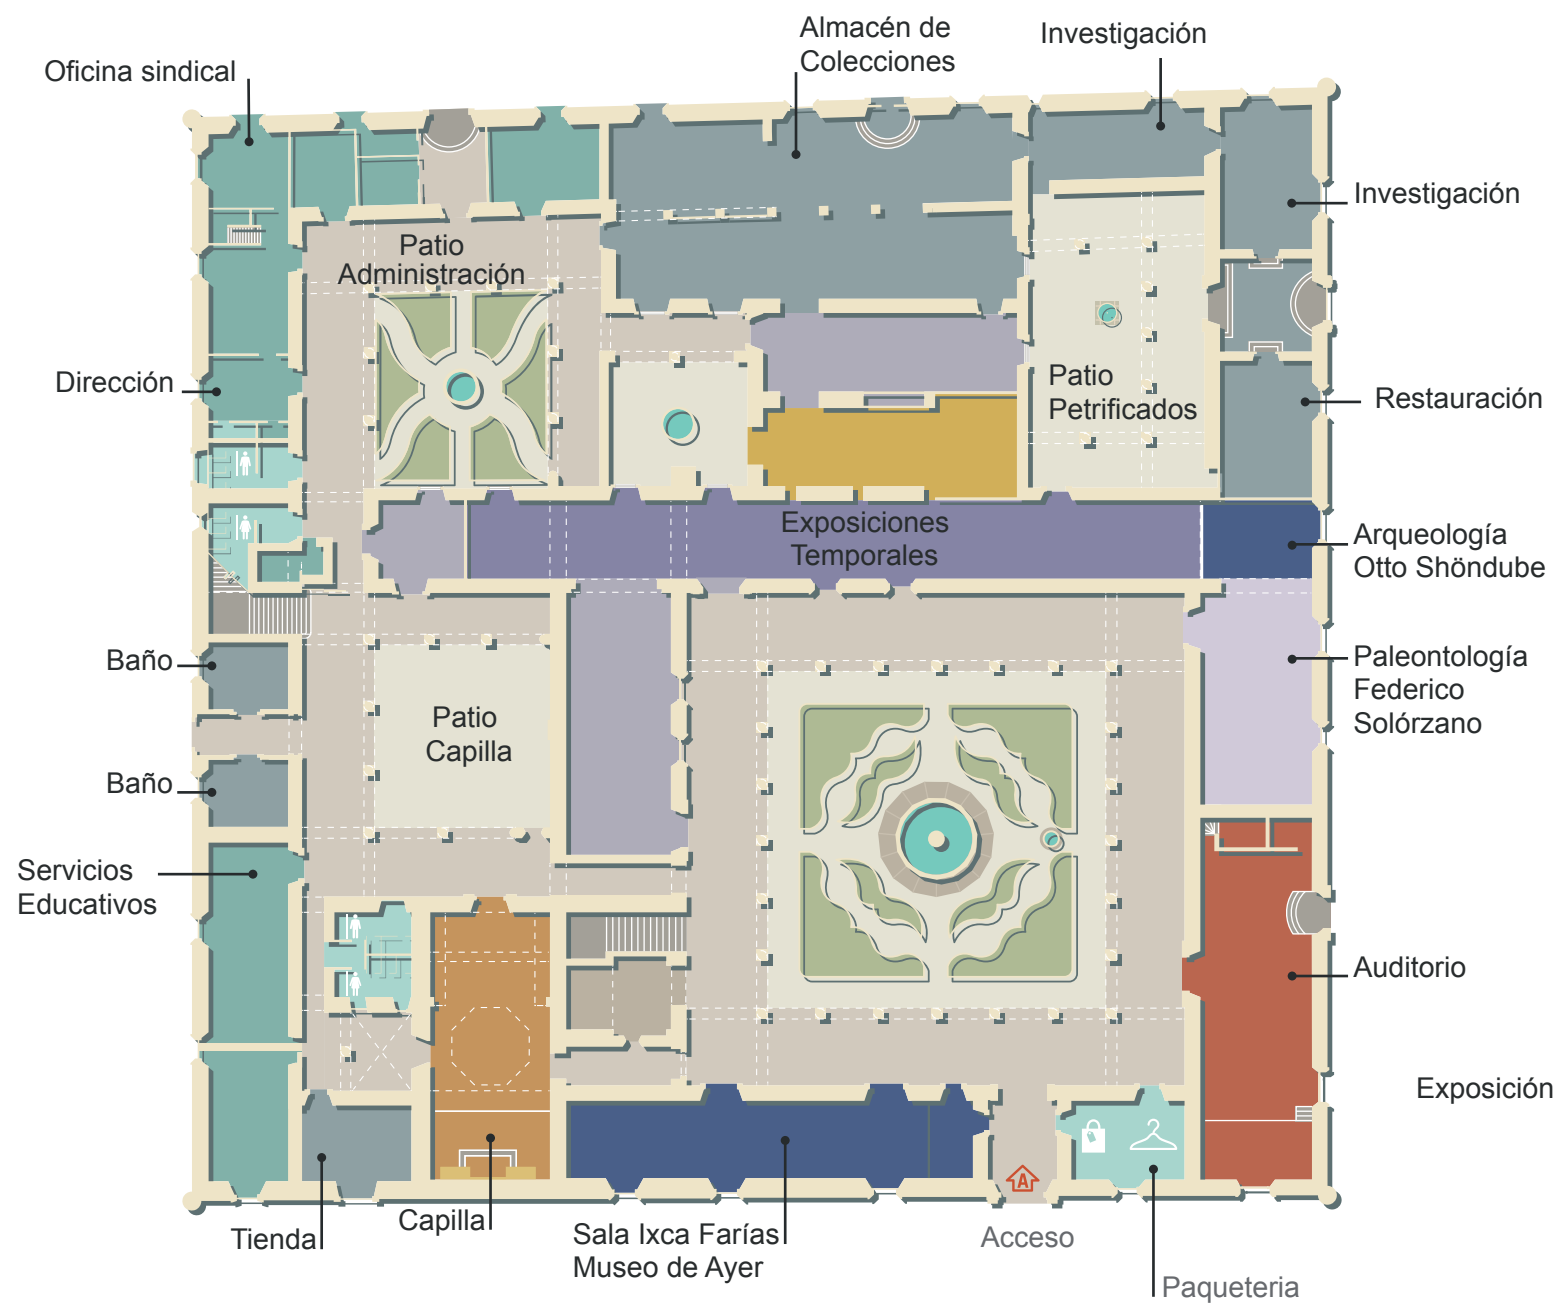 Almacén de
Colecciones
Investigación
Oficina sindical
Investigación
Patio
Administración
Dirección
Patio
Petrificados
Restauración
Exposiciones
Temporales
Arqueología
Otto Shöndube
Baño
Paleontología
Federico
Solórzano
Patio
Capilla
Baño
Servicios
Educativos
Auditorio
Exposición
A
Tienda
Capilla
Sala Ixca Farías
Museo de Ayer
Acceso
Paqueteria